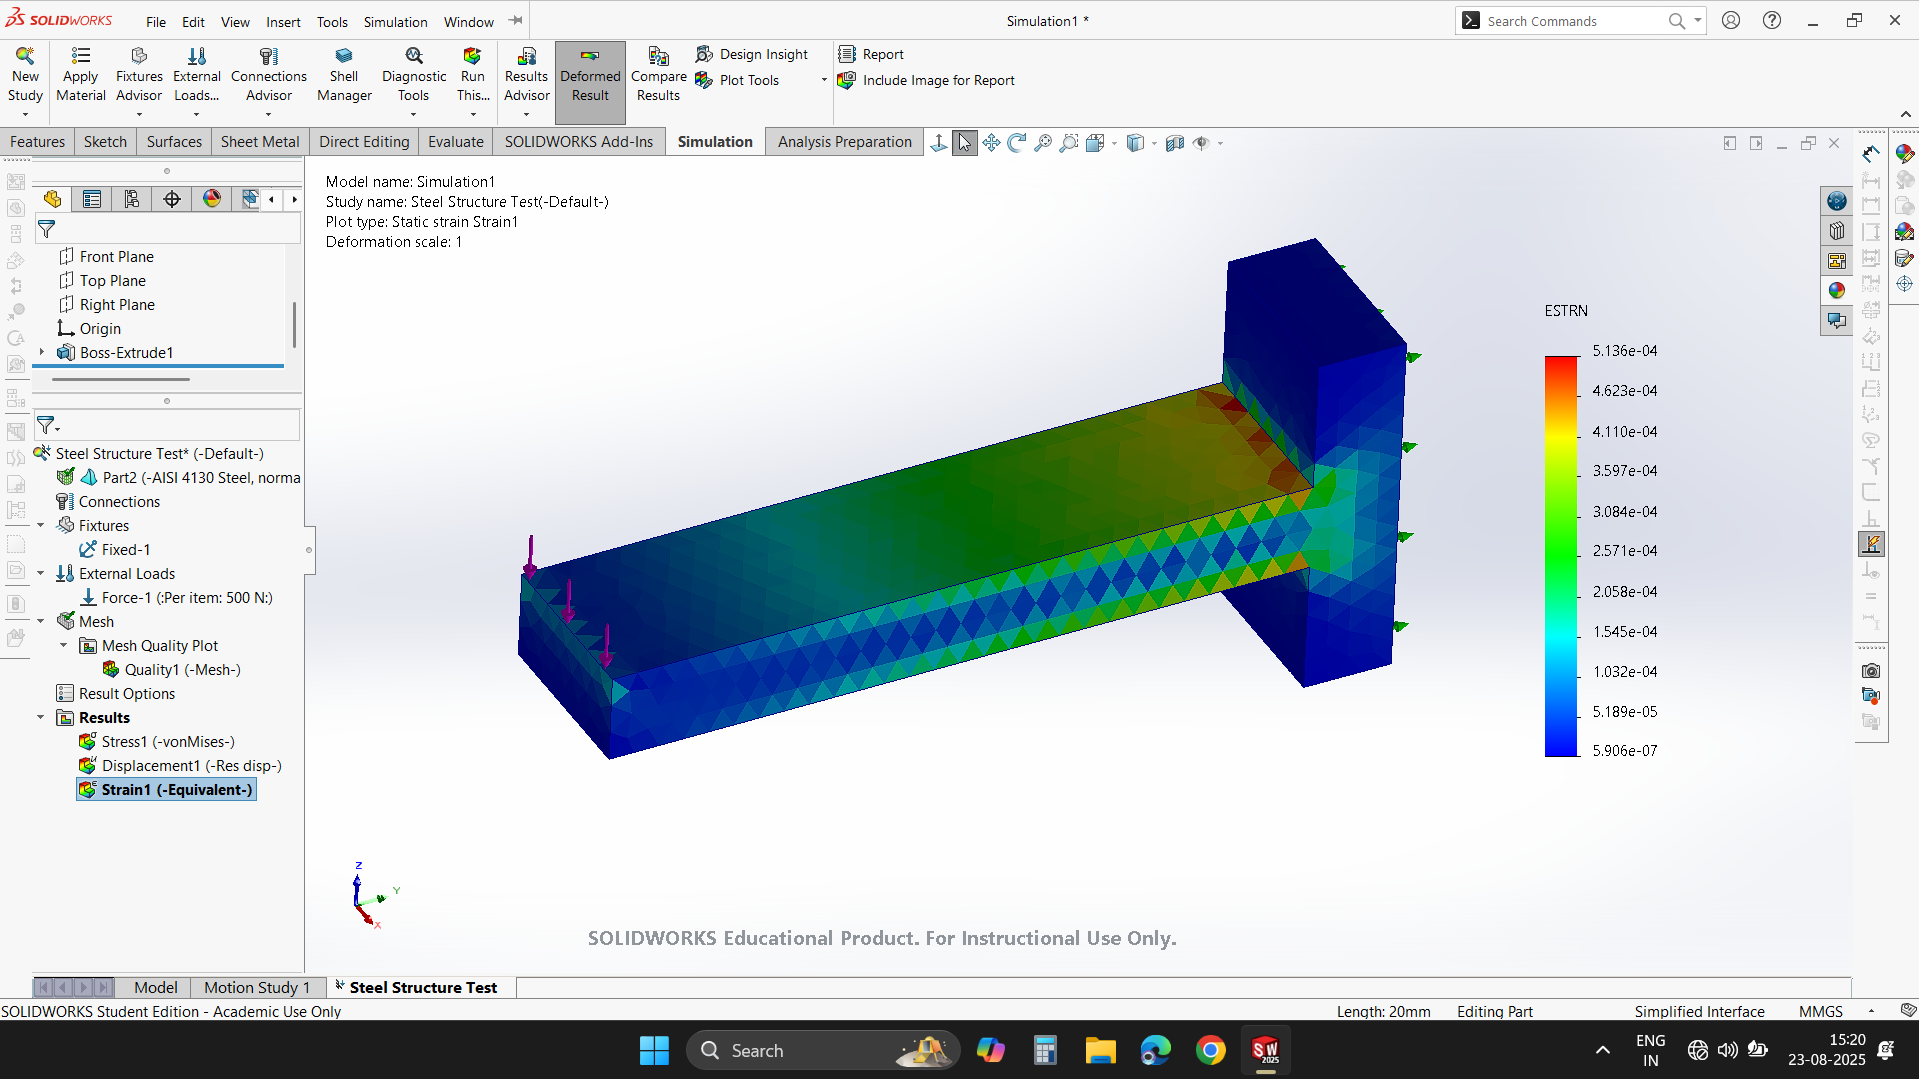 SOLIDWORKS
File Edit View Insert Tools Simulation Window
Simulation1 *
Search Commands
New Study
Apply Material
Fixtures Advisor
External Loads...
Connections Advisor
Shell Manager
Diagnostic Tools
Run This...
Results Advisor
Deformed Result
Compare Results
Design Insight
Plot Tools
Report
Include Image for Report
Features Sketch Surfaces Sheet Metal Direct Editing Evaluate SOLIDWORKS Add-Ins Simulation Analysis Preparation
Model name: Simulation1
Study name: Steel Structure Test(-Default-)
Plot type: Static strain Strain1
Deformation scale: 1
Front Plane
Top Plane
Right Plane
Origin
Boss-Extrude1
Steel Structure Test* (-Default-)
Part2 (-AISI 4130 Steel, norma
Connections
Fixtures
Fixed-1
External Loads
Force-1 (:Per item: 500 N:)
Mesh
Mesh Quality Plot
Quality1 (-Mesh-)
Result Options
Results
Stress1 (-vonMises-)
Displacement1 (-Res disp-)
Strain1 (-Equivalent-)
ESTRN
5.136e-04
4.623e-04
4.110e-04
3.597e-04
3.084e-04
2.571e-04
2.058e-04
1.545e-04
1.032e-04
5.189e-05
5.906e-07
Z
Y
X
SOLIDWORKS Educational Product. For Instructional Use Only.
Model Motion Study 1 Steel Structure Test
SOLIDWORKS Student Edition - Academic Use Only
Length: 20mm Editing Part Simplified Interface MMGS
Search
SW
2025
ENG
IN
15:20
23-08-2025